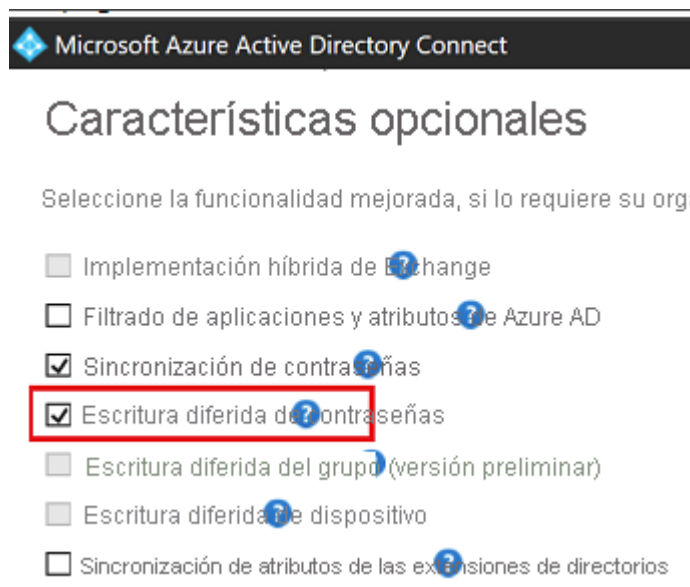 Microsoft Azure Active Directory Connect
Características opcionales
Seleccione la funcionalidad mejorada, si lo requiere su org
Implementación híbrida de Exchange
Filtrado de aplicaciones y atributos de Azure AD
Sincronización de contraseñas
Escritura diferida de contraseñas
Escritura diferida del grupo (versión preliminar)
Escritura diferida de dispositivo
Sincronización de atributos de las extensiones de directorios